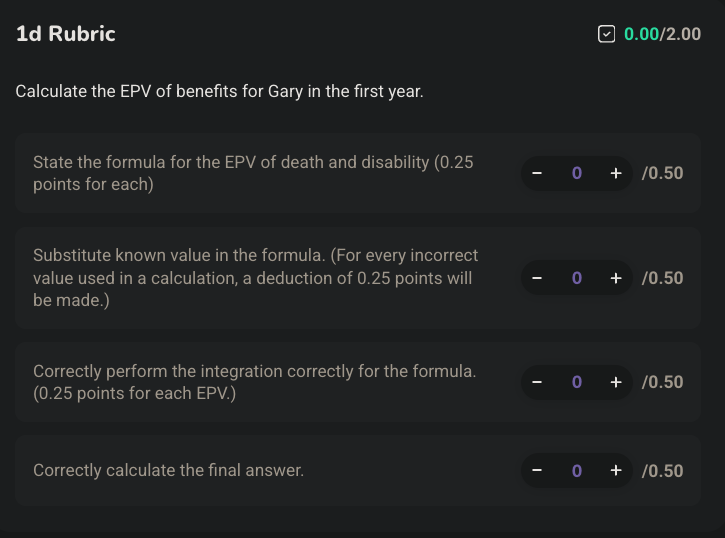 1d Rubric
0.00/2.00
Calculate the EPV of benefits for Gary in the first year.
State the formula for the EPV of death and disability (0.25
points for each)
− 0 + /0.50
Substitute known value in the formula. (For every incorrect
value used in a calculation, a deduction of 0.25 points will
be made.)
− 0 + /0.50
Correctly perform the integration correctly for the formula.
(0.25 points for each EPV.)
− 0 + /0.50
Correctly calculate the final answer.
− 0 + /0.50